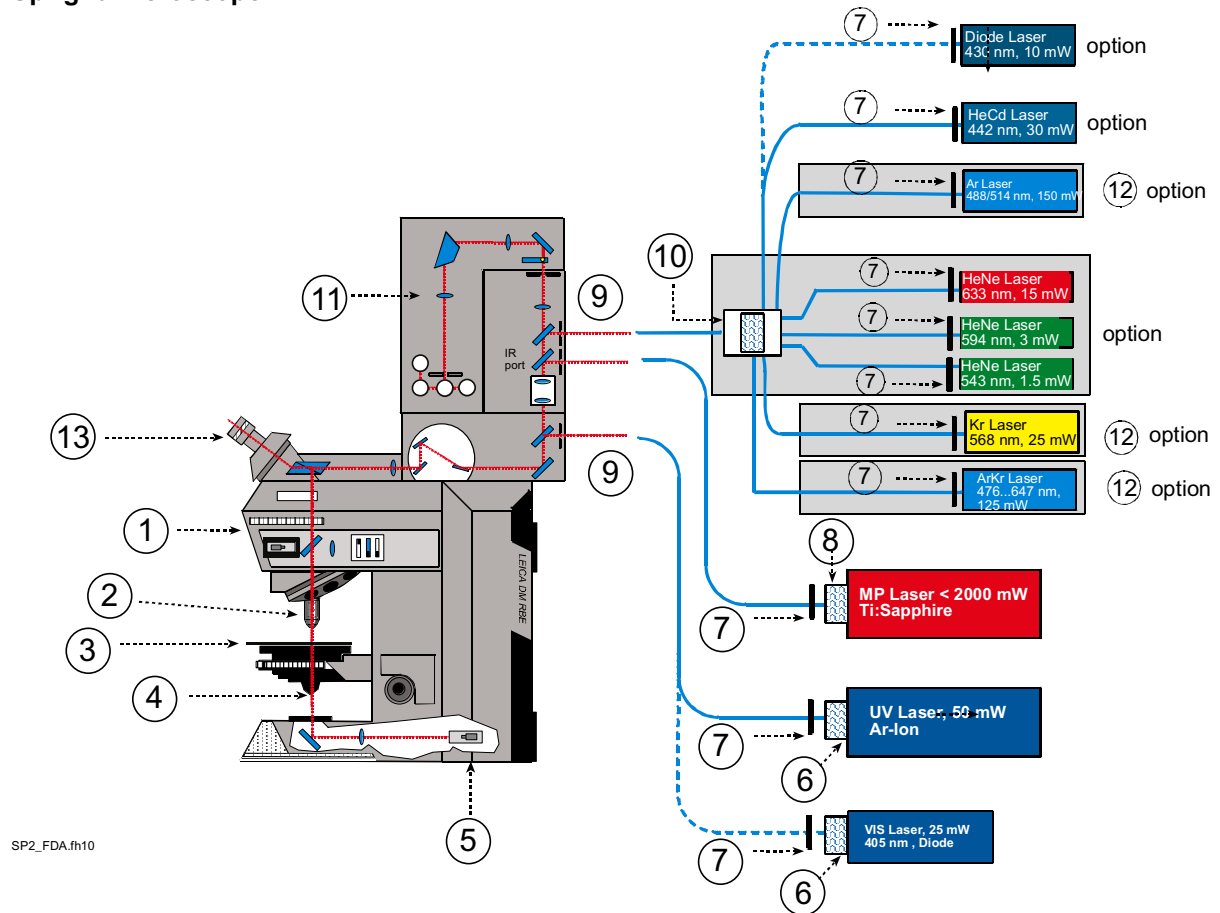 7
Diode Laser
430 nm, 10 mW
option
7
HeCd Laser
442 nm, 30 mW
option
7
Ar Laser
488/514 nm, 150 mW
12
option
10
7
HeNe Laser
633 nm, 15 mW
11
9
7
HeNe Laser
594 nm, 3 mW
option
IR
port
7
HeNe Laser
543 nm, 1.5 mW
13
7
Kr Laser
568 nm, 25 mW
12
option
9
7
ArKr Laser
476...647 nm,
125 mW
12
option
1
8
LEICA DM RBE
2
MP Laser < 2000 mW
Ti:Sapphire
7
3
4
UV Laser, 50 mW
Ar-Ion
7
6
5
VIS Laser, 25 mW
405 nm , Diode
7
6
SP2_FDA.fh10